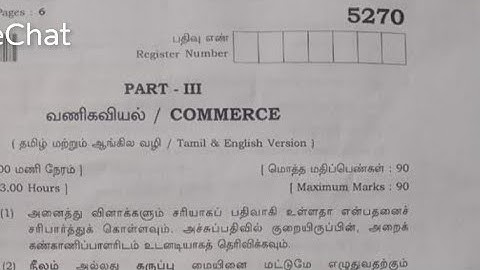 Pages : 6
eChat
5270
பதிவு எண்
Register Number
PART - III
வணிகவியல் / COMMERCE
( தமிழ் மற்றும் ஆங்கில வழி / Tamil & English Version )
00 மணி நேரம் ] [ மொத்த மதிப்பெண்கள் : 90
3.00 Hours ] [ Maximum Marks : 90
(1) அனைத்து வினாக்களும் சரியாகப் பதிவாகி உள்ளதா என்பதனைச்
சரிபார்த்துக் கொள்ளவும். அச்சுப்பதிவில் குறையிருப்பின், அறைக்
கண்காணிப்பாளரிடம் உடனடியாகத் தெரிவிக்கவும்.
(2) நீலம் அல்லது கருப்பு மையினை மட்டுமே எழுதுவதற்கும்